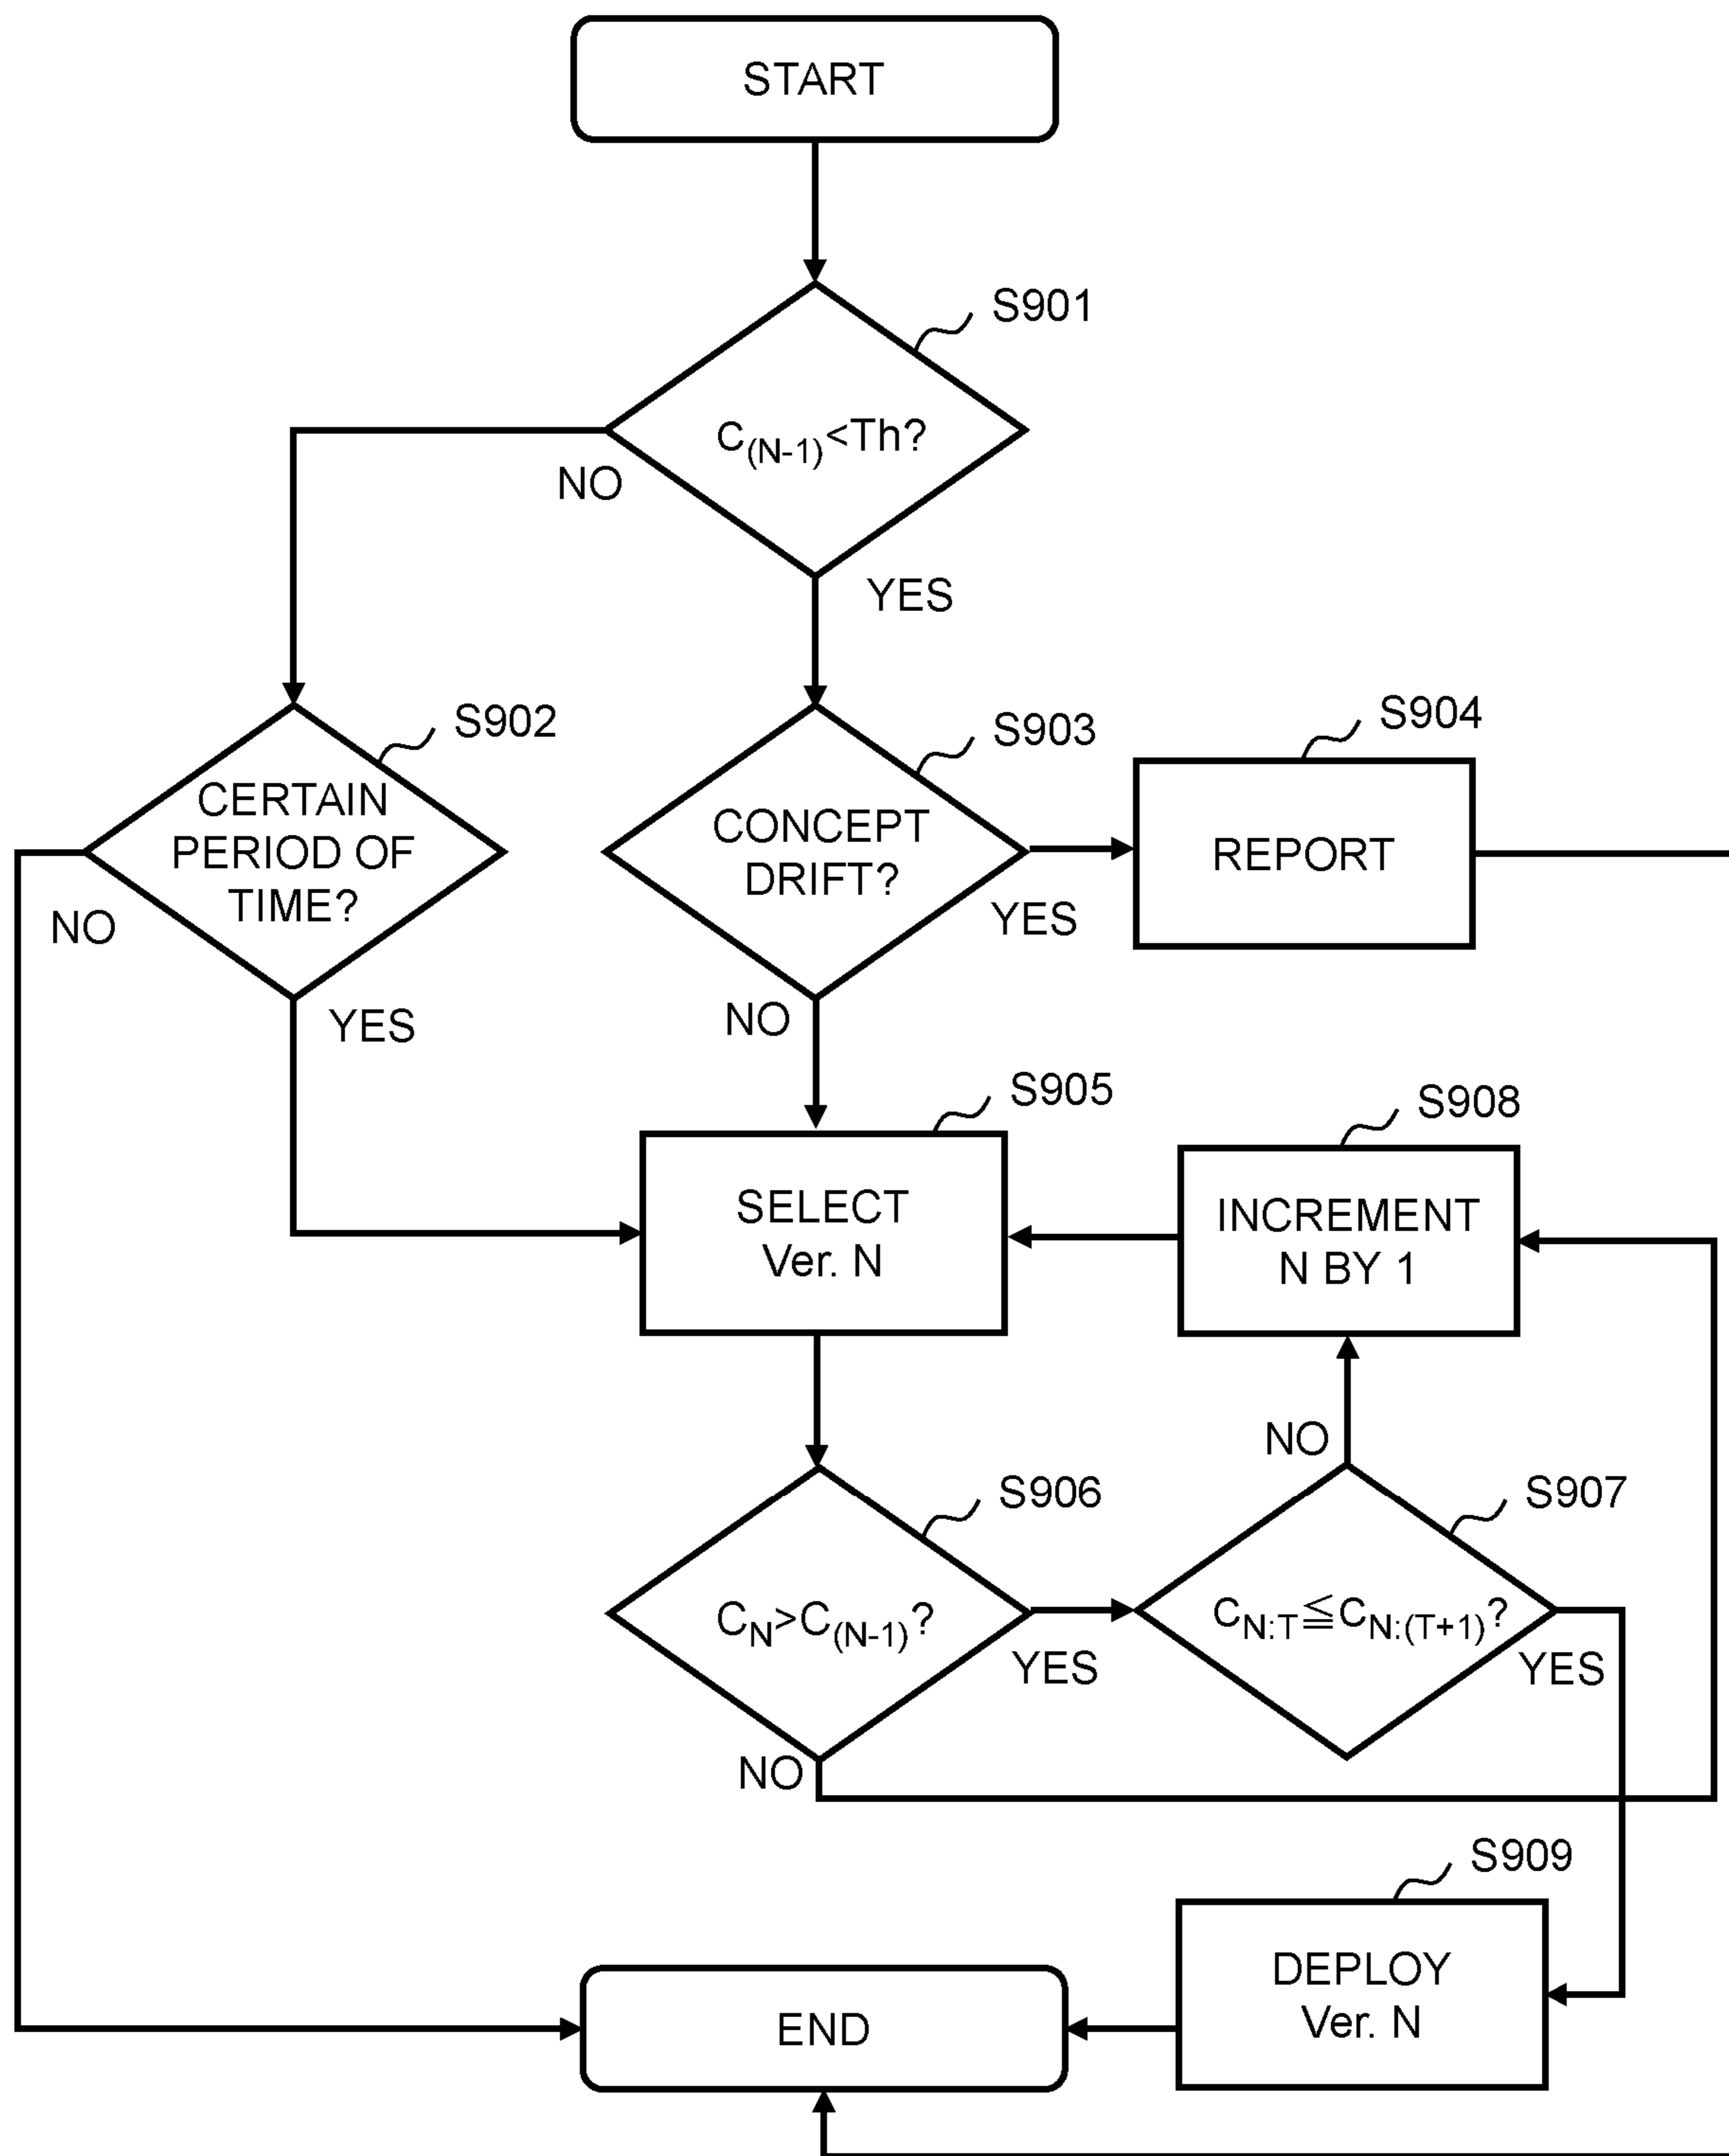 START
S901
C(N-1)<Th?
NO
YES
S902
S903
S904
CERTAIN
PERIOD OF
TIME?
NO
YES
CONCEPT
DRIFT?
YES
NO
REPORT
S905
S908
SELECT
Ver. N
INCREMENT
N BY 1
NO
S906
S907
CN>C(N-1)?
YES
NO
CN:T≦CN:(T+1)?
YES
S909
DEPLOY
Ver. N
END